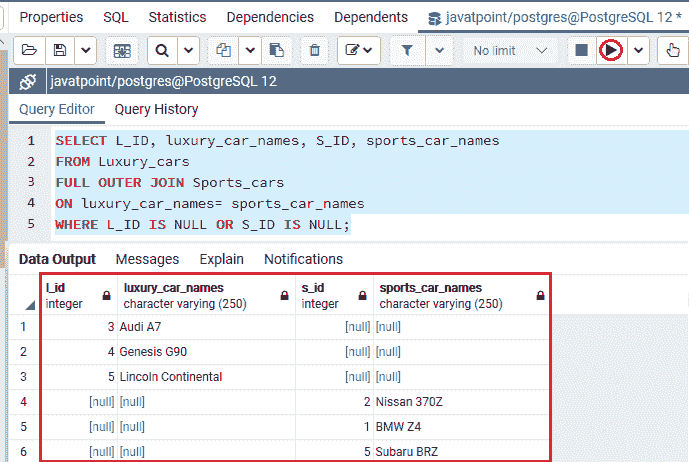 Properties SQL Statistics Dependencies Dependents javatpoint/postgres@PostgreSQL 12 *
No limit
javatpoint/postgres@PostgreSQL 12
Query Editor Query History
1 SELECT L_ID, luxury_car_names, S_ID, sports_car_names
2 FROM Luxury_cars
3 FULL OUTER JOIN Sports_cars
4 ON luxury_car_names= sports_car_names
5 WHERE L_ID IS NULL OR S_ID IS NULL;
Data Output Messages Explain Notifications
l_id luxury_car_names s_id sports_car_names
integer character varying (250) integer character varying (250)
1 3 Audi A7 [null] [null]
2 4 Genesis G90 [null] [null]
3 5 Lincoln Continental [null] [null]
4 [null] [null] 2 Nissan 370Z
5 [null] [null] 1 BMW Z4
6 [null] [null] 5 Subaru BRZ